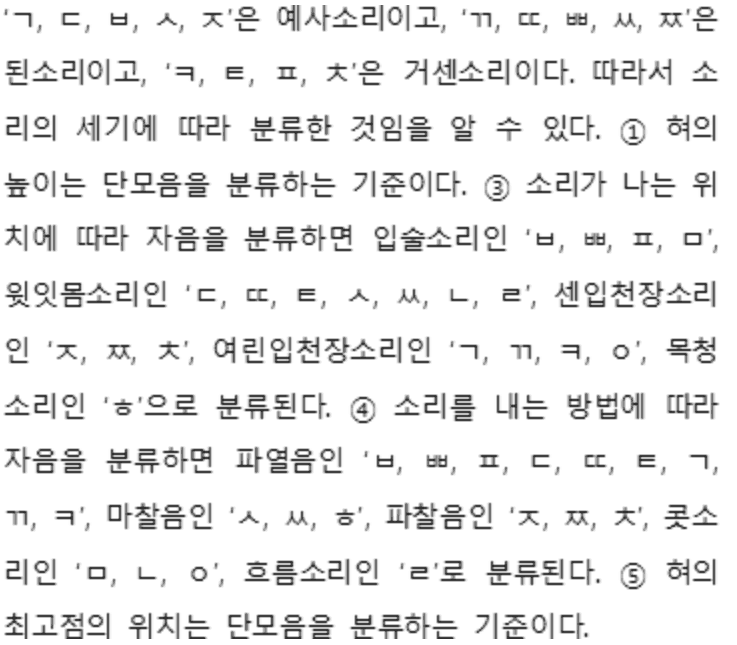 ‘ㄱ, ㄷ, ㅂ, ㅅ, ㅈ’은 예사소리이고, ‘ㄲ, ㄸ, ㅃ, ㅆ, ㅉ’은
된소리이고, ‘ㅋ, ㅌ, ㅍ, ㅊ’은 거센소리이다. 따라서 소
리의 세기에 따라 분류한 것임을 알 수 있다. ① 혀의
높이는 단모음을 분류하는 기준이다. ③ 소리가 나는 위
치에 따라 자음을 분류하면 입술소리인 ‘ㅂ, ㅃ, ㅍ, ㅁ’,
윗잇몸소리인 ‘ㄷ, ㄸ, ㅌ, ㅅ, ㅆ, ㄴ, ㄹ’, 센입천장소리
인 ‘ㅈ, ㅉ, ㅊ’, 여린입천장소리인 ‘ㄱ, ㄲ, ㅋ, ㅇ’, 목청
소리인 ‘ㅎ’으로 분류된다. ④ 소리를 내는 방법에 따라
자음을 분류하면 파열음인 ‘ㅂ, ㅃ, ㅍ, ㄷ, ㄸ, ㅌ, ㄱ,
ㄲ, ㅋ’, 마찰음인 ‘ㅅ, ㅆ, ㅎ’, 파찰음인 ‘ㅈ, ㅉ, ㅊ’, 콧소
리인 ‘ㅁ, ㄴ, ㅇ’, 흐름소리인 ‘ㄹ’로 분류된다. ⑤ 혀의
최고점의 위치는 단모음을 분류하는 기준이다.